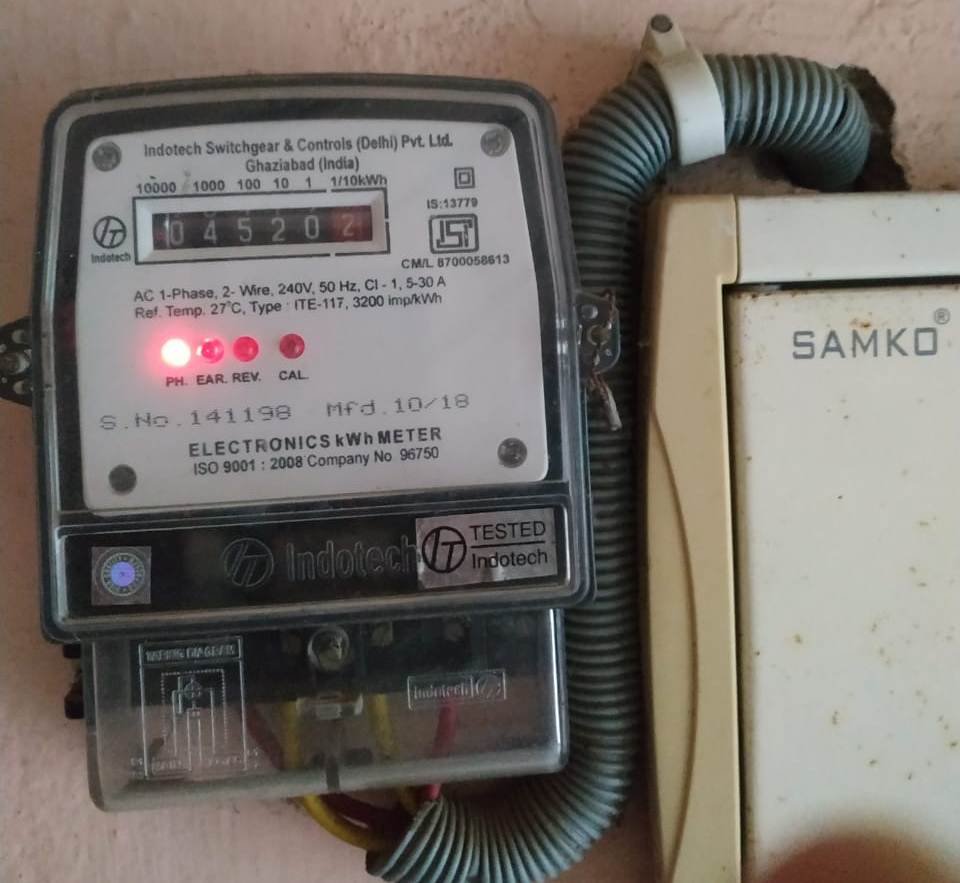 Indotech Switchgear & Controls (Delhi) Pvt. Ltd.
Ghaziabad (India)
10000 1000 100 10 1 1/10kWh
0 4 5 2 0 2
Indotech
IS:13779
CM/L 8700058613
AC 1-Phase, 2- Wire, 240V, 50 Hz, Cl - 1, 5-30 A
Ref. Temp. 27°C, Type : ITE-117, 3200 imp/kWh
PH. EAR. REV. CAL.
S.No.141198 Mfd.10/18
ELECTRONICS kWh METER
ISO 9001 : 2008 Company No 96750
Indotech
TESTED
Indotech
Indotech
SAMKO®